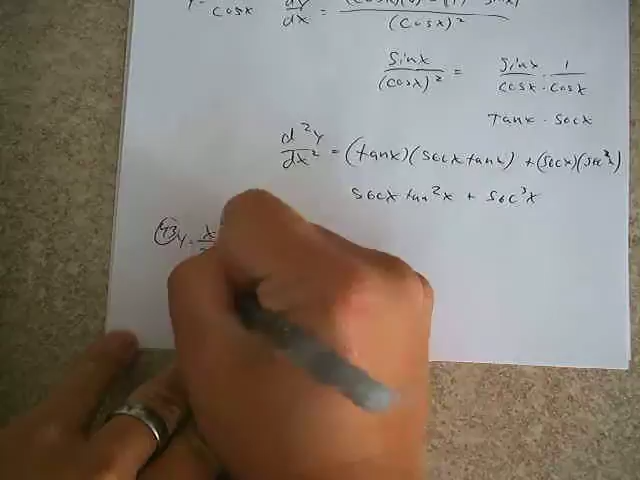 cosx dy/dx = (cosx)(0) - (1) - sinx) / (cosx)²
sinx / (cosx)² = sinx / cosx · 1 / cosx
tanx · secx
d²y/dx² = (tanx)(secx tanx) + (secx)(sec²x)
secx tan²x + sec³x
43 y = x